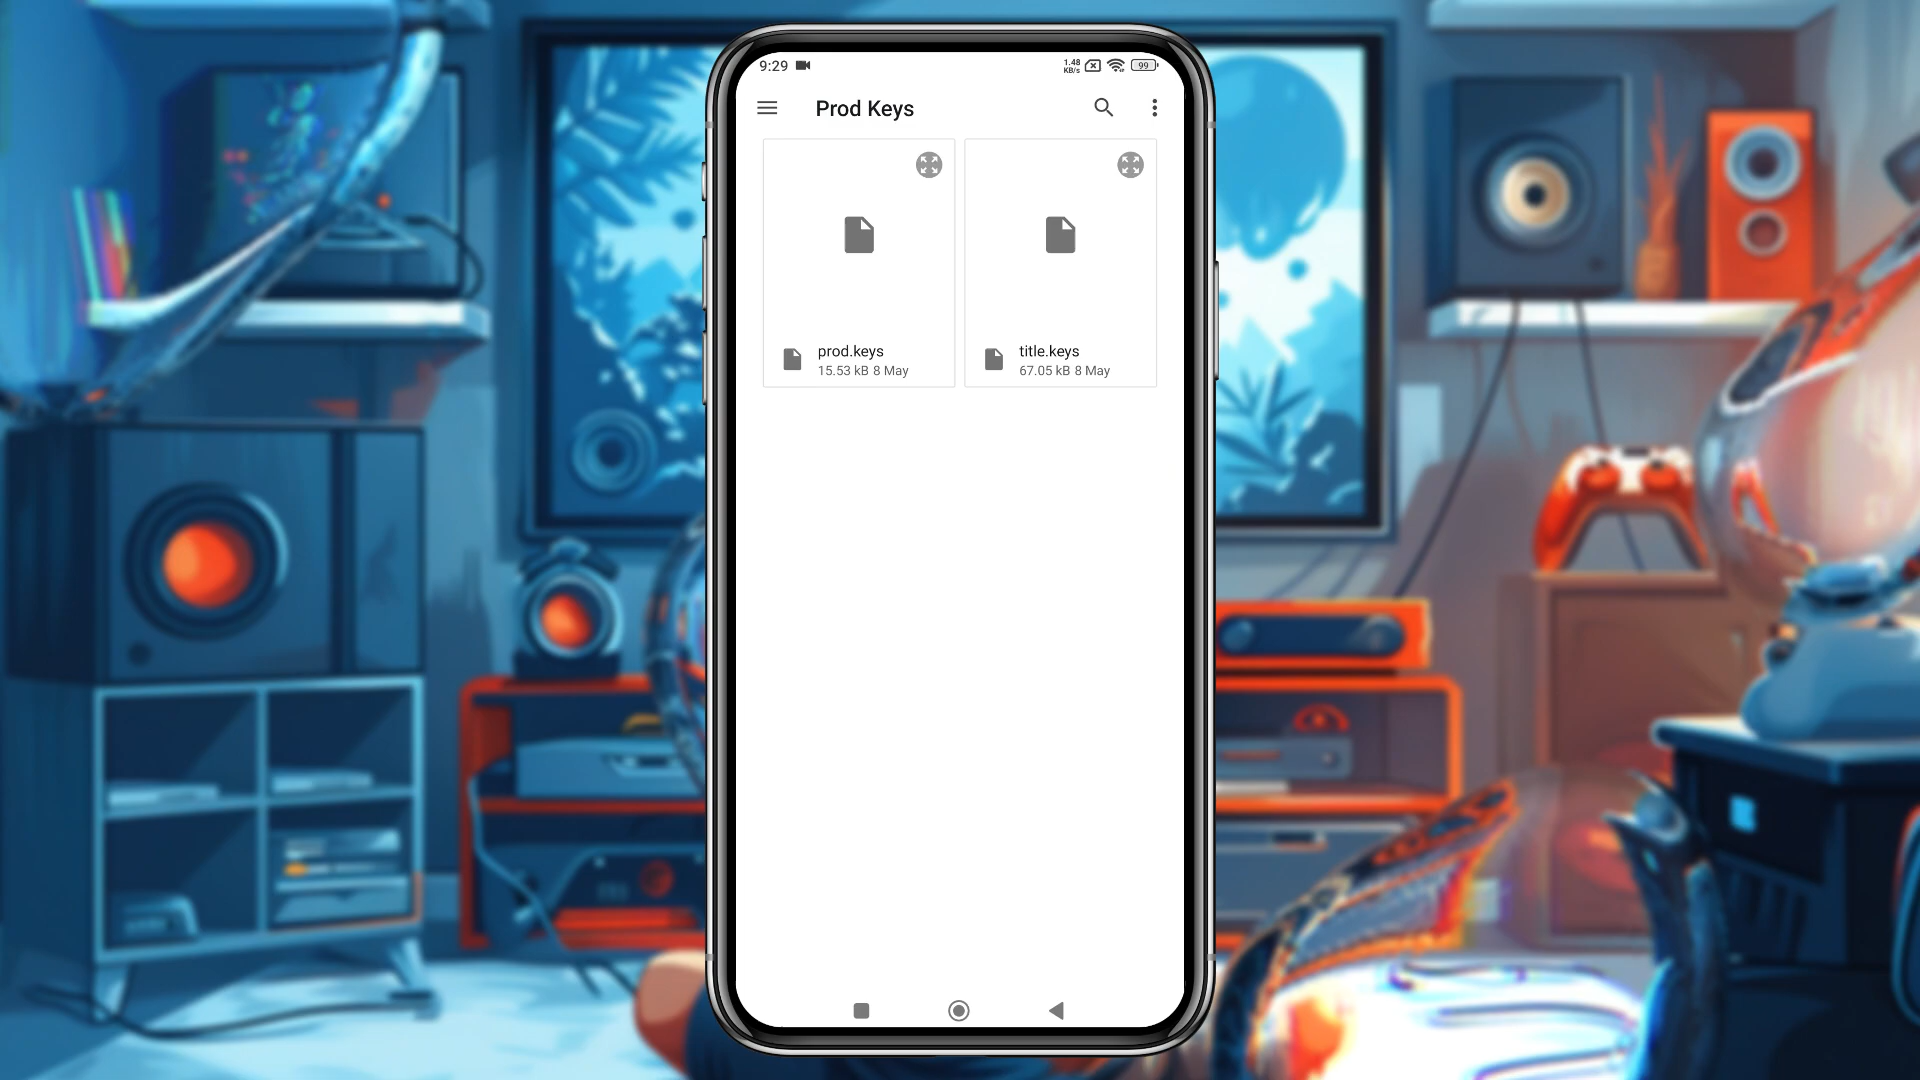 9:29
1.48
KB/s
99
Prod Keys
prod.keys
15.53 kB 8 May
title.keys
67.05 kB 8 May